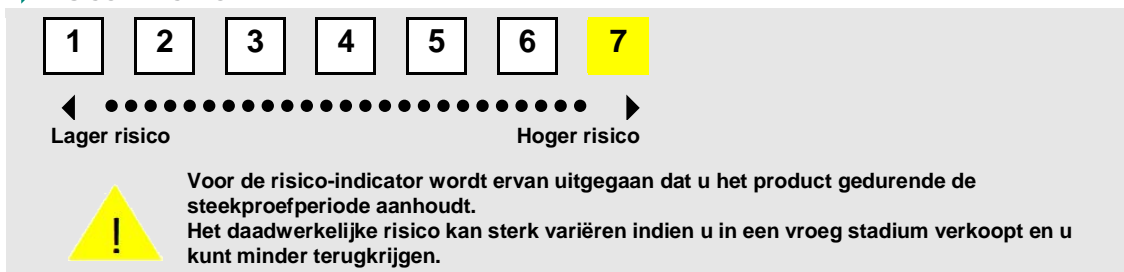 1 2 3 4 5 6 7
Lager risico Hoger risico
Voor de risico-indicator wordt ervan uitgegaan dat u het product gedurende de
steekproefperiode aanhoudt.
!
Het daadwerkelijke risico kan sterk variëren indien u in een vroeg stadium verkoopt en u
kunt minder terugkrijgen.